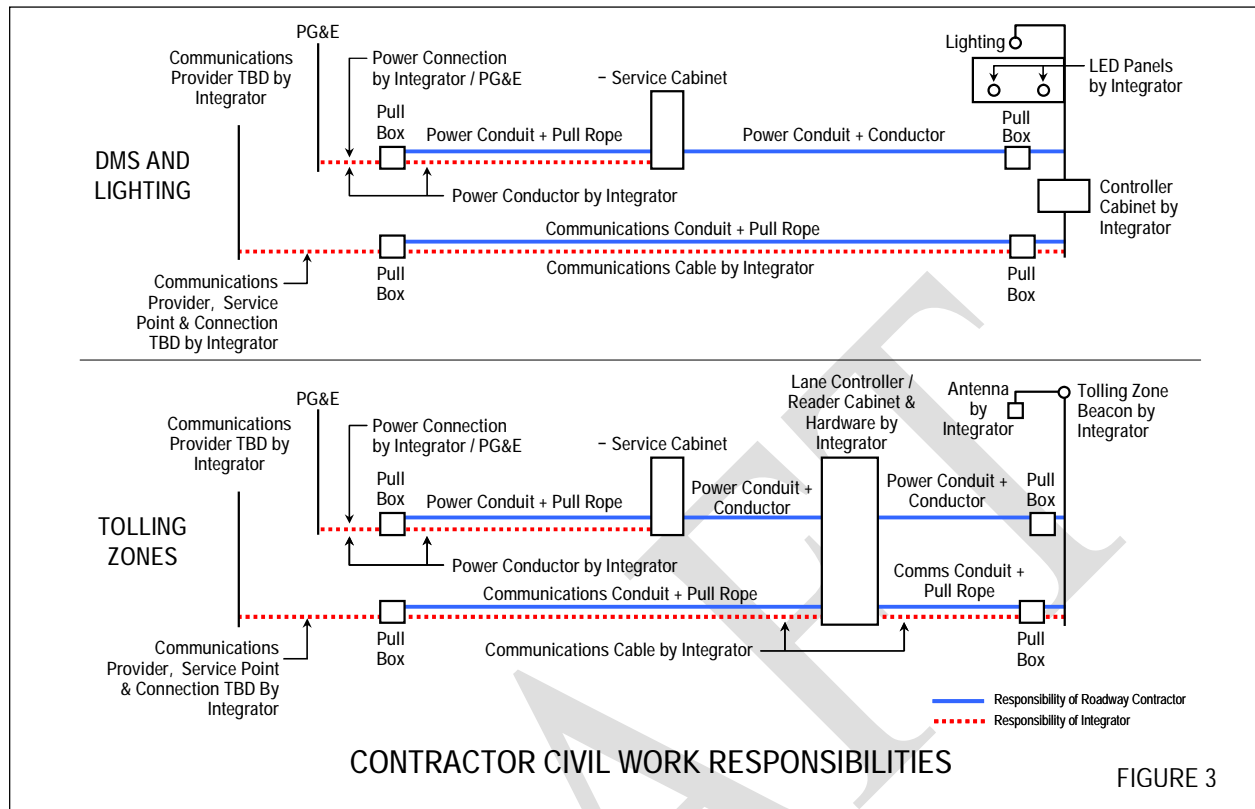 PG&E
Communications
Provider TBD by
Integrator
Power Connection
by Integrator / PG&E
– Service Cabinet
Lighting
LED Panels
by Integrator
Pull
Box
Power Conduit + Pull Rope
Power Conduit + Conductor
Pull
Box
DMS AND
LIGHTING
Power Conductor by Integrator
Controller
Cabinet by
Integrator
Communications Conduit + Pull Rope
Communications Cable by Integrator
Pull
Box
Pull
Box
Communications
Provider, Service
Point & Connection
TBD by Integrator
PG&E
Communications
Provider TBD by
Integrator
Power Connection
by Integrator / PG&E
– Service Cabinet
Lane Controller /
Reader Cabinet &
Hardware by
Integrator
Antenna
by
Integrator
Tolling Zone
Beacon by
Integrator
Pull
Box
Power Conduit + Pull Rope
Power Conduit +
Conductor
Power Conduit +
Conductor
Pull
Box
TOLLING
ZONES
Power Conductor by Integrator
Communications Conduit + Pull Rope
Comms Conduit +
Pull Rope
Pull
Box
Communications Cable by Integrator
Pull
Box
Communications
Provider, Service Point
& Connection TBD By
Integrator
Responsibility of Roadway Contractor
Responsibility of Integrator
CONTRACTOR CIVIL WORK RESPONSIBILITIES
FIGURE 3